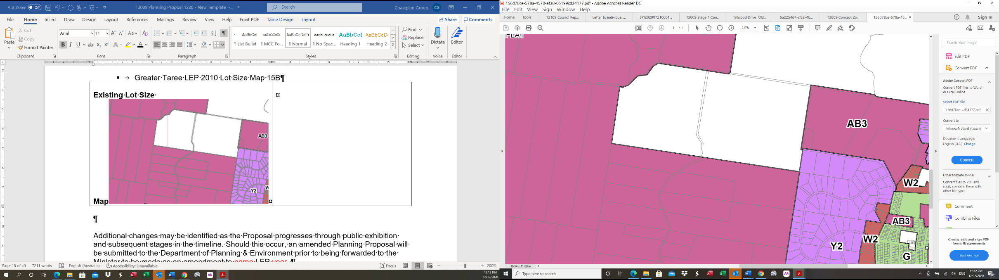 AutoSave Off
13009 Planning Propoal 1220 - New Template -...
Search
Coastplan Group CG
File Home Insert Draw Design Layout References Mailings Review View Help Foxit PDF Table Design Layout
Share Comments
Paste
Cut
Copy
Format Painter
Clipboard
Arial 11
Font
Paragraph
AaBbCcI AaBbCcDdEe AaBbCcDdEe AaBbCcDdEe AaBbCcI AaBbCcDc
¶ List Bullet ¶ MCC Fo... ¶ Normal ¶ No Spac... Heading 1 Heading 2
Styles
Find
Replace
Select
Editing
Dictate
Voice
Editor
Editor
Greater·Taree·LEP·2010·Lot·Size·Map·15B¶
Existing·Lot·Size·
AB3
Y2
W
Map
¶
Additional·changes·may·be·identified·as·the·Proposal·progresses·through·public·exhibition·
and·subsequent·stages·in·the·timeline.·Should·this·occur,·an·amended·Planning·Proposal·will·
be·submitted·to·the·Department·of·Planning·&·Environment·prior·to·being·forwarded·to·the·
Minister·to·be·made·as·an·amendment·to·name·LEP·year.·¶
Page 18 of 40 7211 words English (Australia) Accessibility: Unavailable
Focus 200%
12:12 PM
12/12/2020
156d78ce-578a-4570-af38-05199cd34177.pdf - Adobe Acrobat Reader DC
File Edit View Sign Window Help
Home Tools 13109 Council Rep... Letter to individual ... SPI202007210001... 13009 Stage 1 Con... Tallwood Drive Old... 5a2254d7-cf52-4b... 13009 Concept Zo... 156d78ce-578a-45... Sign In
1 / 1 317%
FLAT
AB3
W2
AB3
W2
Y2
G
16.54 x 11.69 in
Search 'Add Image'
Edit PDF
Convert PDF
Adobe Convert PDF
Convert PDF files to Word
or Excel Online
Select PDF File
156d78ce-...d34177.pdf
Convert to
Microsoft Word (*.docx)
Document Language:
English (U.S.) Change
Convert
Other formats to PDF
Convert files to PDF and
easily combine them with
other file types
Comment
Combine Files
Create, edit and sign PDF
forms & agreements
Start Free Trial
Type here to search
ENG
12:12 PM
12/12/2020
20